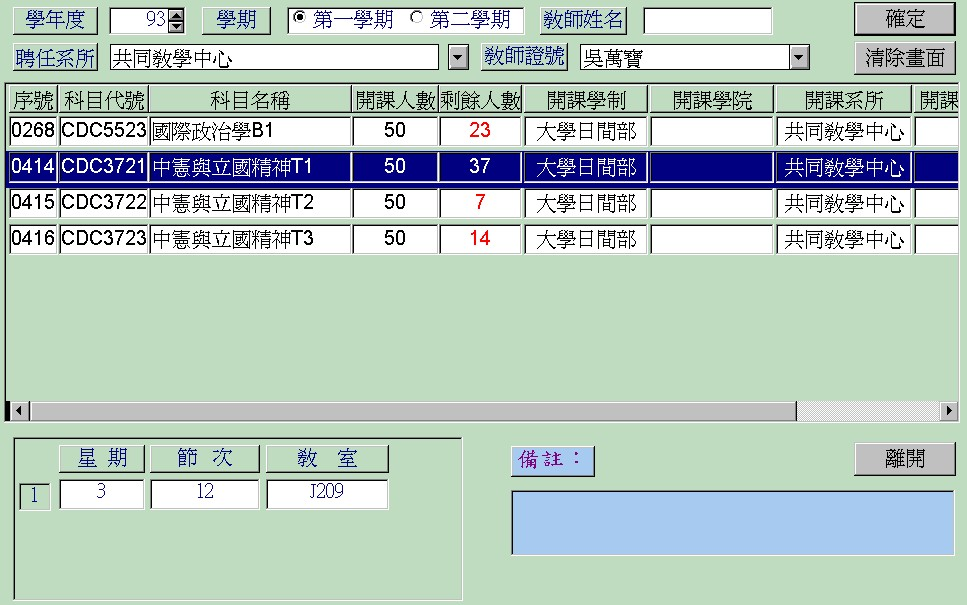 學年度 93 學期 第一學期 第二學期 教師姓名 確定
聘任系所 共同教學中心 教師證號 吳萬寶 清除畫面
序號 科目代號 科目名稱 開課人數 剩餘人數 開課學制 開課學院 開課系所 開課
0268 CDC5523 國際政治學B1 50 23 大學日間部 共同教學中心
0414 CDC3721 中憲與立國精神T1 50 37 大學日間部 共同教學中心
0415 CDC3722 中憲與立國精神T2 50 7 大學日間部 共同教學中心
0416 CDC3723 中憲與立國精神T3 50 14 大學日間部 共同教學中心
星 期 節 次 教 室 備註： 離開
1 3 12 J209